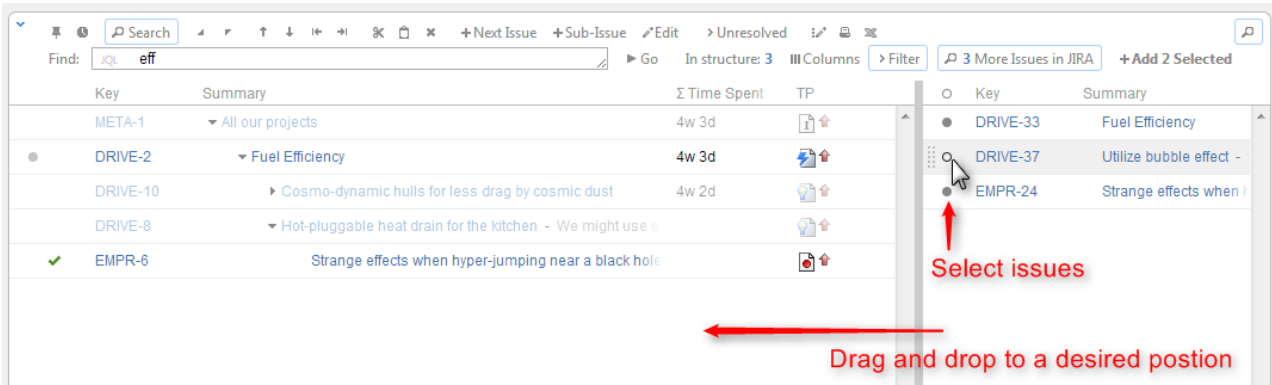 Search + Next Issue + Sub-Issue Edit > Unresolved
Find: JQL eff Go In structure: 3 Columns > Filter 3 More Issues in JIRA + Add 2 Selected
Key Summary Σ Time Spent TP Key Summary
META-1 All our projects 4w 3d DRIVE-33 Fuel Efficiency
DRIVE-2 Fuel Efficiency 4w 3d DRIVE-37 Utilize bubble effect -
DRIVE-10 Cosmo-dynamic hulls for less drag by cosmic dust 4w 2d EMPR-24 Strange effects when
DRIVE-8 Hot-pluggable heat drain for the kitchen - We might use
EMPR-6 Strange effects when hyper-jumping near a black hole
Select issues
Drag and drop to a desired postion